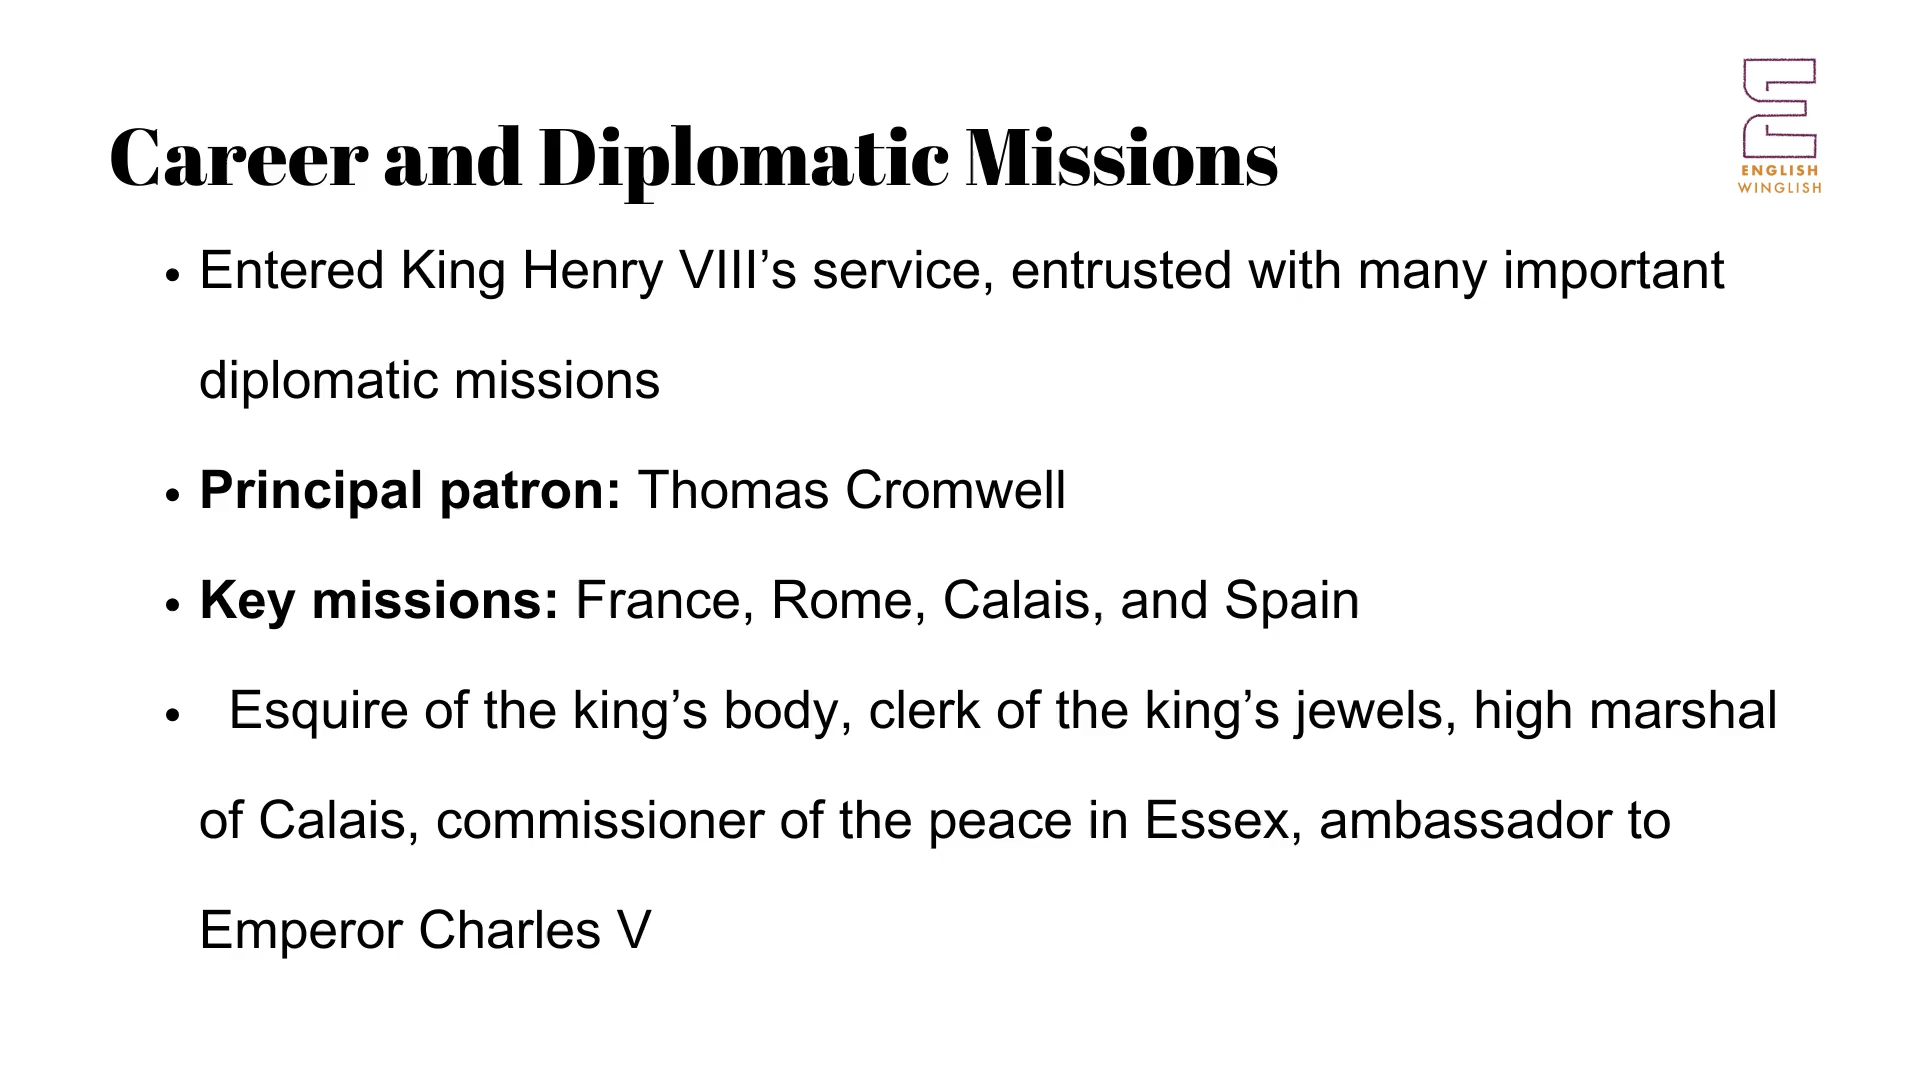 ENGLISH
WINGLISH
Career and Diplomatic Missions
• Entered King Henry VIII’s service, entrusted with many important
diplomatic missions
• Principal patron: Thomas Cromwell
• Key missions: France, Rome, Calais, and Spain
• Esquire of the king’s body, clerk of the king’s jewels, high marshal
of Calais, commissioner of the peace in Essex, ambassador to
Emperor Charles V